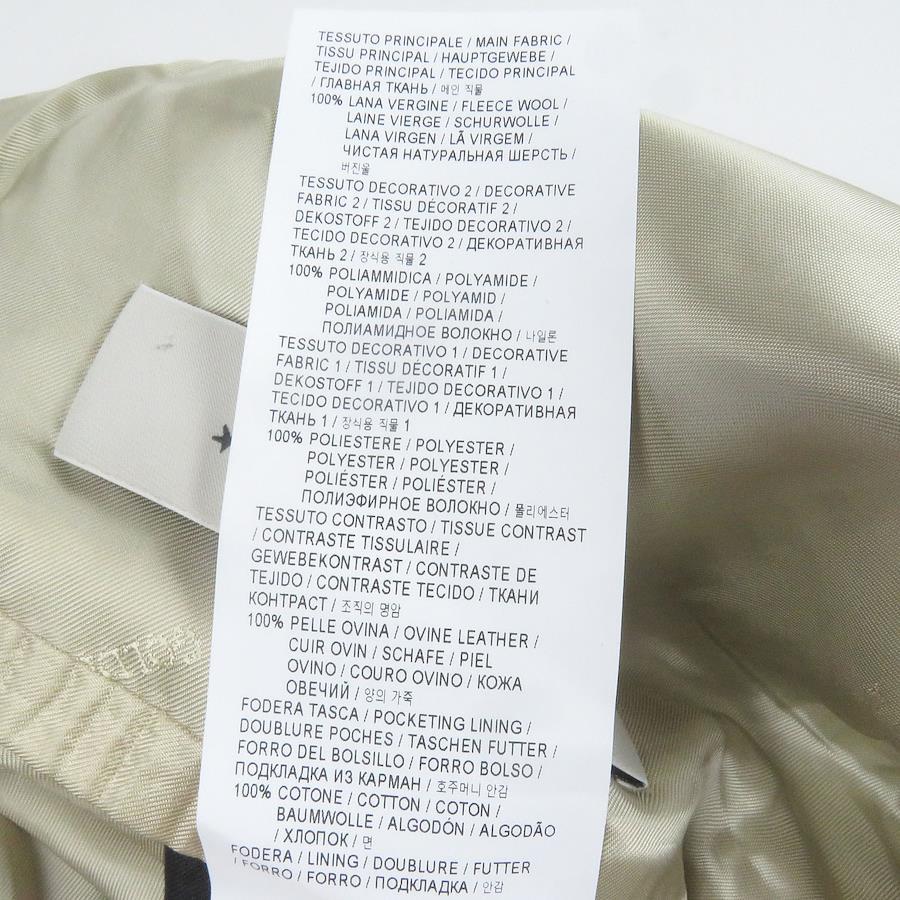 TESSUTO PRINCIPALE / MAIN FABRIC /
TISSU PRINCIPAL / HAUPTGEWEBE /
TEJIDO PRINCIPAL / TECIDO PRINCIPAL
/ ГЛАВНАЯ ТКАНЬ / 메인 직물
100% LANA VERGINE / FLEECE WOOL /
LAINE VIERGE / SCHURWOLLE /
LANA VIRGEN / LÃ VIRGEM /
ЧИСТАЯ НАТУРАЛЬНАЯ ШЕРСТЬ /
버진울
TESSUTO DECORATIVO 2 / DECORATIVE
FABRIC 2 / TISSU DÉCORATIF 2 /
DEKOSTOFF 2 / TEJIDO DECORATIVO 2 /
TECIDO DECORATIVO 2 / ДЕКОРАТИВНАЯ
ТКАНЬ 2 / 장식용 직물 2
100% POLIAMMIDICA / POLYAMIDE /
POLYAMIDE / POLYAMID /
POLIAMIDA / POLIAMIDA /
ПОЛИАМИДНОЕ ВОЛОКНО / 나일론
TESSUTO DECORATIVO 1 / DECORATIVE
FABRIC 1 / TISSU DÉCORATIF 1 /
DEKOSTOFF 1 / TEJIDO DECORATIVO 1 /
TECIDO DECORATIVO 1 / ДЕКОРАТИВНАЯ
ТКАНЬ 1 / 장식용 직물 1
100% POLIESTERE / POLYESTER /
POLYESTER / POLYESTER /
POLIÉSTER / POLIÉSTER /
ПОЛИЭФИРНОЕ ВОЛОКНО / 폴리에스터
TESSUTO CONTRASTO / TISSUE CONTRAST
/ CONTRASTE TISSULAIRE /
GEWEBEKONTRAST / CONTRASTE DE
TEJIDO / CONTRASTE TECIDO / ТКАНИ
КОНТРАСТ / 조직의 명암
100% PELLE OVINA / OVINE LEATHER /
CUIR OVIN / SCHAFE / PIEL
OVINO / COURO OVINO / КОЖА
ОВЕЧИЙ / 양의 가죽
FODERA TASCA / POCKETING LINING /
DOUBLURE POCHES / TASCHEN FUTTER /
FORRO DEL BOLSILLO / FORRO BOLSO /
ПОДКЛАДКА ИЗ КАРМАН / 호주머니 안감
100% COTONE / COTTON / COTON /
BAUMWOLLE / ALGODÓN / ALGODÃO
/ ХЛОПОК / 면
FODERA / LINING / DOUBLURE / FUTTER
/ FORRO / FORRO / ПОДКЛАДКА / 안감